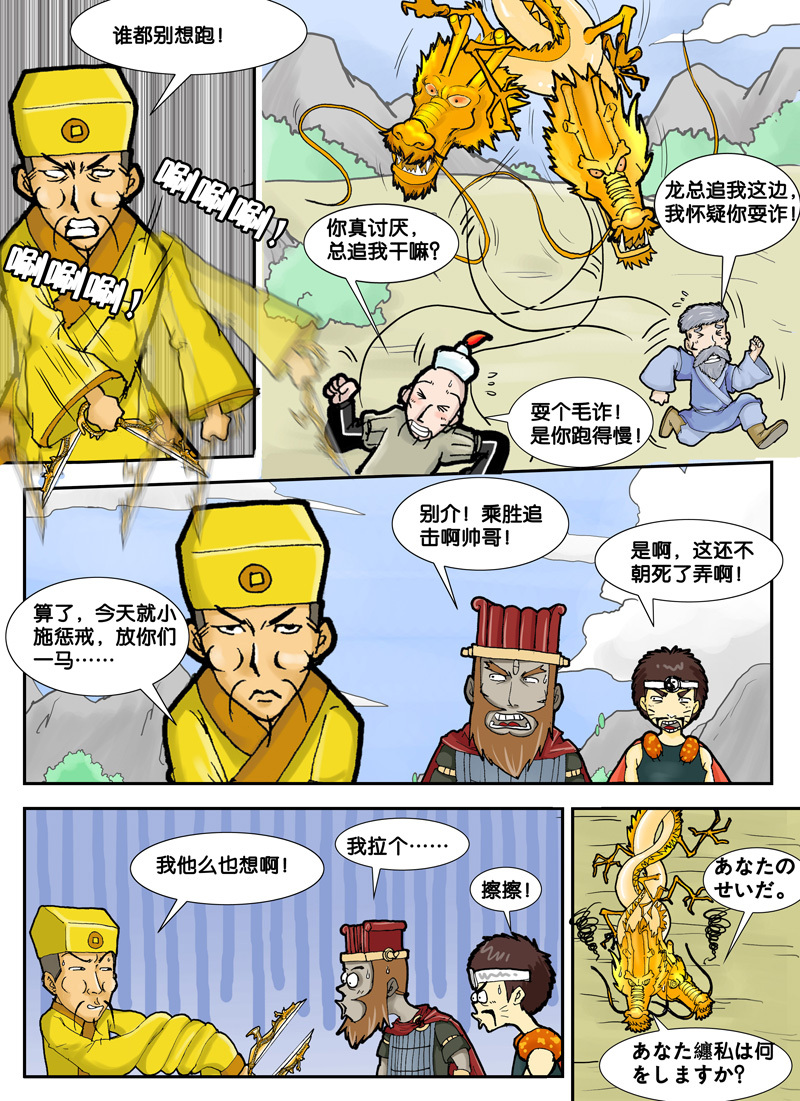 谁都别想跑！
唰唰唰！
唰唰唰！
你真讨厌，
总追我干嘛？
龙总追我这边，
我怀疑你耍诈！
耍个毛诈！
是你跑得慢！
算了，今天就小
施惩戒，放你们
一马……
别介！乘胜追
击啊帅哥！
是啊，这还不
朝死了弄啊！
我他么也想啊！
我拉个……
擦擦！
あなたの
せいだ。
あなた纏私は何
をしますか?